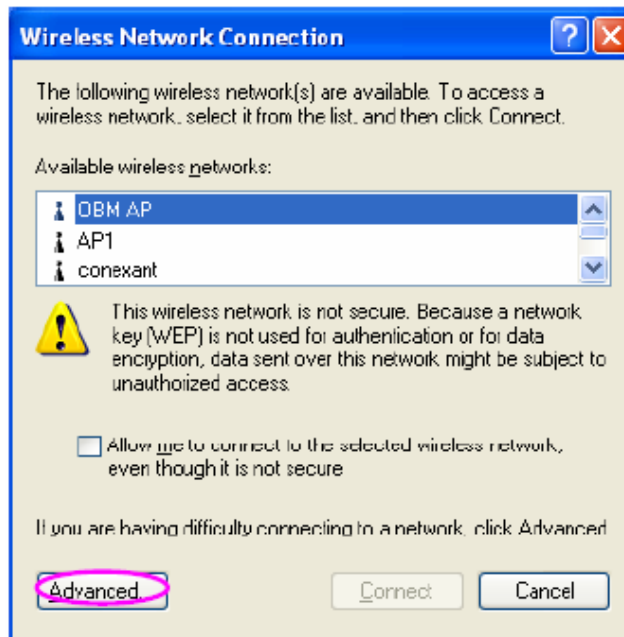 Wireless Network Connection
The following wireless network(s) are available. To access a
wireless network, select it from the list, and then click Connect.
Available wireless networks:
OBM AP
AP1
conexant
This wireless network is not secure. Because a network
key (WEP) is not used for authentication or for data
encryption, data sent over this network might be subject to
unauthorized access.
Allow me to connect to the selected wireless network,
even though it is not secure
If you are having difficulty connecting to a network, click Advanced
Advanced...
Connect
Cancel